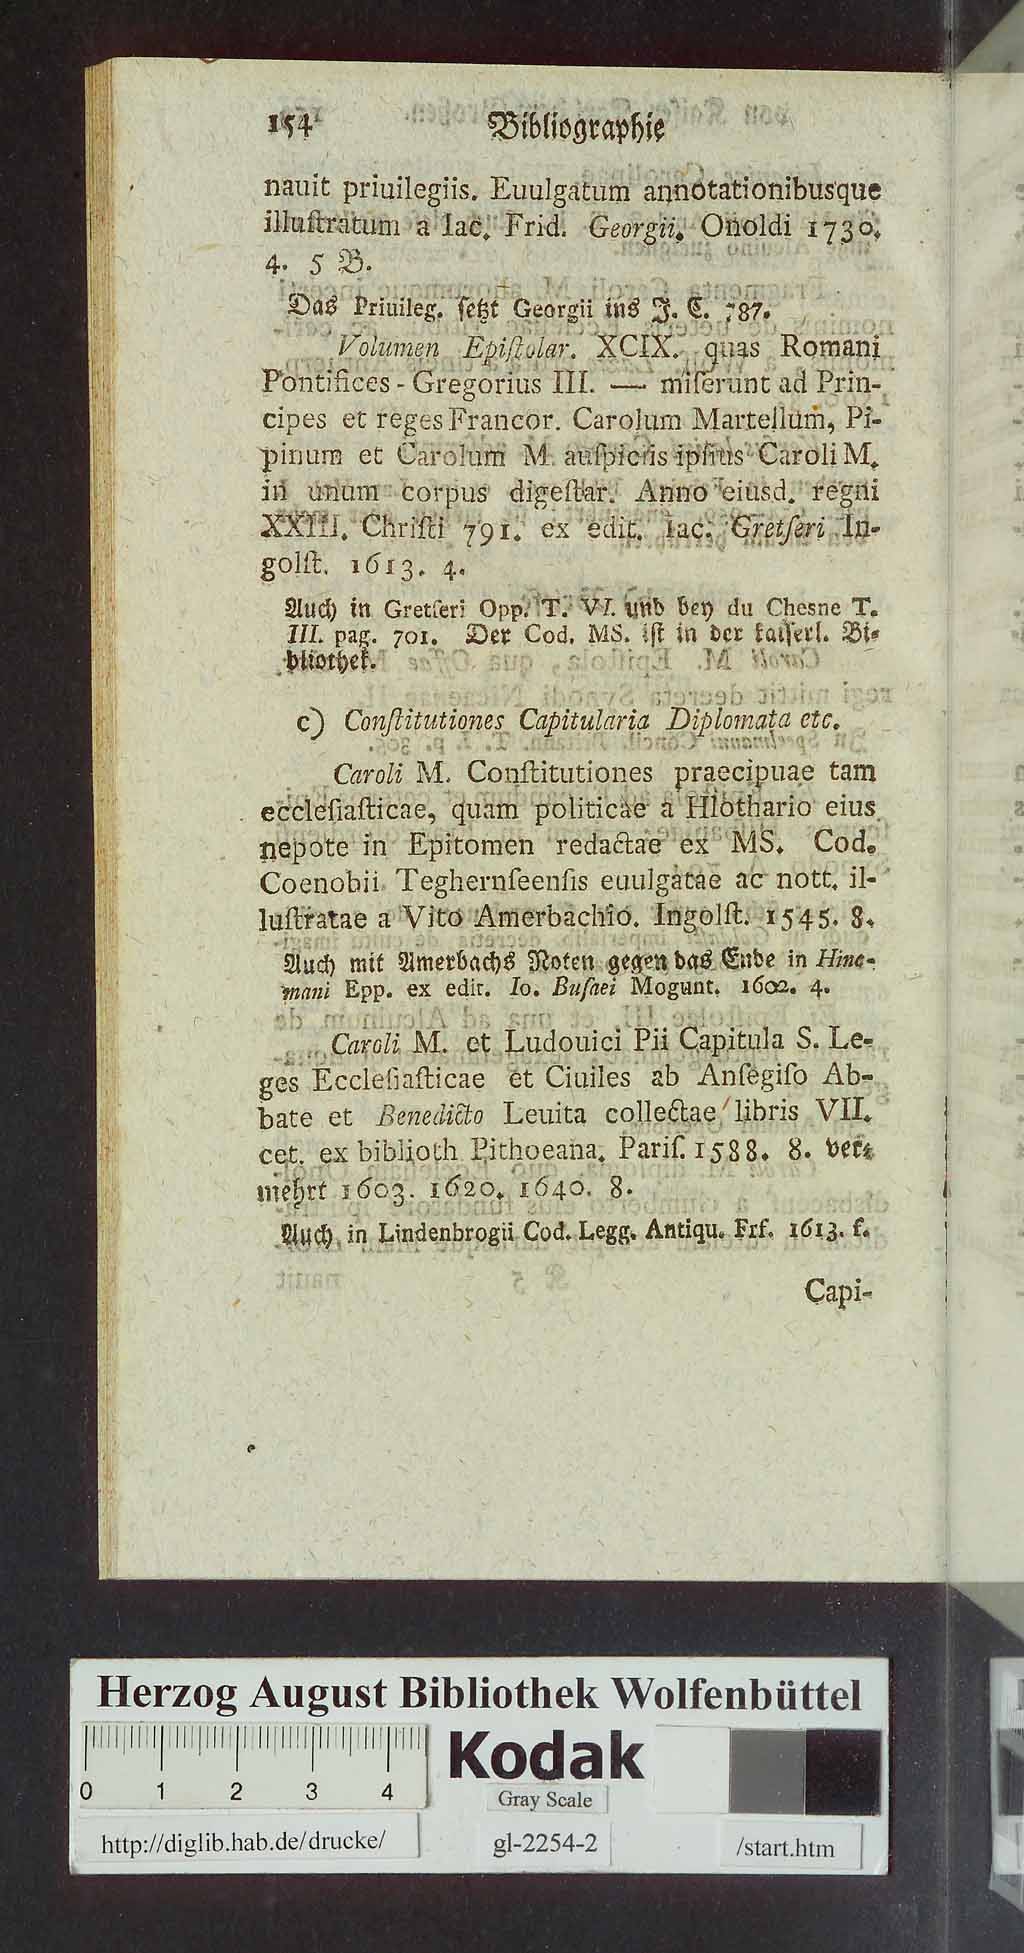 154 Bibliographie
nauit priuilegiis. Euulgatum annotationibusque
illuſtratum a Iac. Frid. Georgii. Onoldi 1730.
4. 5 B.
Das Priuileg. ſetzt Georgii ins J. C. 787.
Volumen Epiſtolar. XCIX. quas Romani
Pontifices - Gregorius III. — miſerunt ad Prin-
cipes et reges Francor. Carolum Martellum, Pi-
pinum et Carolum M. auſpiciis ipſius Caroli M.
in unum corpus digeſtar. Anno eiusd. regni
XXIII. Chriſti 791. ex edit. Iac. Gretſeri In-
golſt. 1613. 4.
Auch in Gretſeri Opp. T. VI. und bey du Chesne T.
III. pag. 701. Der Cod. MS. iſt in der kaiſerl. Bi-
bliothek.
c) Conſtitutiones Capitularia Diplomata etc.
Caroli M. Conſtitutiones praecipuae tam
eccleſiaſticae, quam politicae a Hlothario eius
nepote in Epitomen redactae ex MS. Cod.
Coenobii Teghernſeenſis euulgatae ac nott. il-
luſtratae a Vito Amerbachio. Ingolſt. 1545. 8.
Auch mit Amerbachs Noten gegen das Ende in Hinc-
mani Epp. ex edit. Io. Buſaei Mogunt. 1602. 4.
Caroli M. et Ludouici Pii Capitula S. Le-
ges Eccleſiaſticae et Ciuiles ab Anſegiſo Ab-
bate et Benedicto Leuita collectae libris VII.
cet. ex biblioth Pithoeana. Pariſ. 1588. 8. ver-
mehrt 1603. 1620. 1640. 8.
Auch in Lindenbrogii Cod. Legg. Antiqu. Frf. 1613. f.
Capi-
Herzog August Bibliothek Wolfenbüttel
0 1 2 3 4
Kodak
Gray Scale
http://diglib.hab.de/drucke/ gl-2254-2 /start.htm